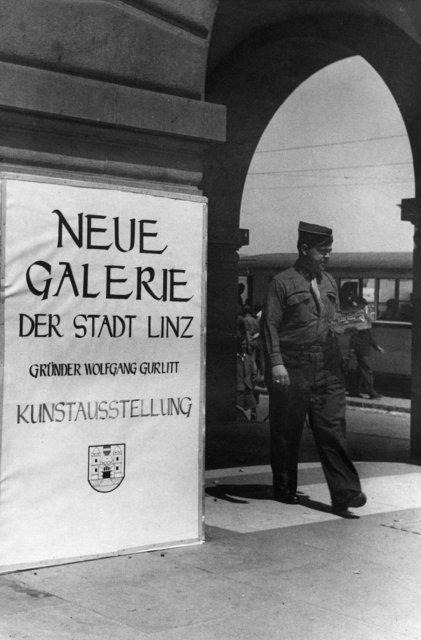 NEUE
GALERIE
DER STADT LINZ
GRÜNDER WOLFGANG GURLITT
KUNSTAUSSTELLUNG